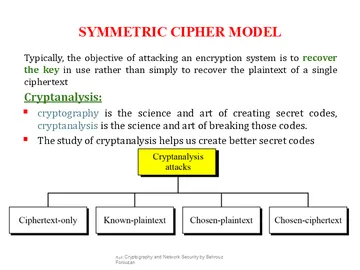 SYMMETRIC CIPHER MODEL
Typically, the objective of attacking an encryption system is to recover
the key in use rather than simply to recover the plaintext of a single
ciphertext
Cryptanalysis:
cryptography is the science and art of creating secret codes,
cryptanalysis is the science and art of breaking those codes.
The study of cryptanalysis helps us create better secret codes
Cryptanalysis
attacks
Ciphertext-only Known-plaintext Chosen-plaintext Chosen-ciphertext
Cryptography and Network Security by Behrouz
Forouzan